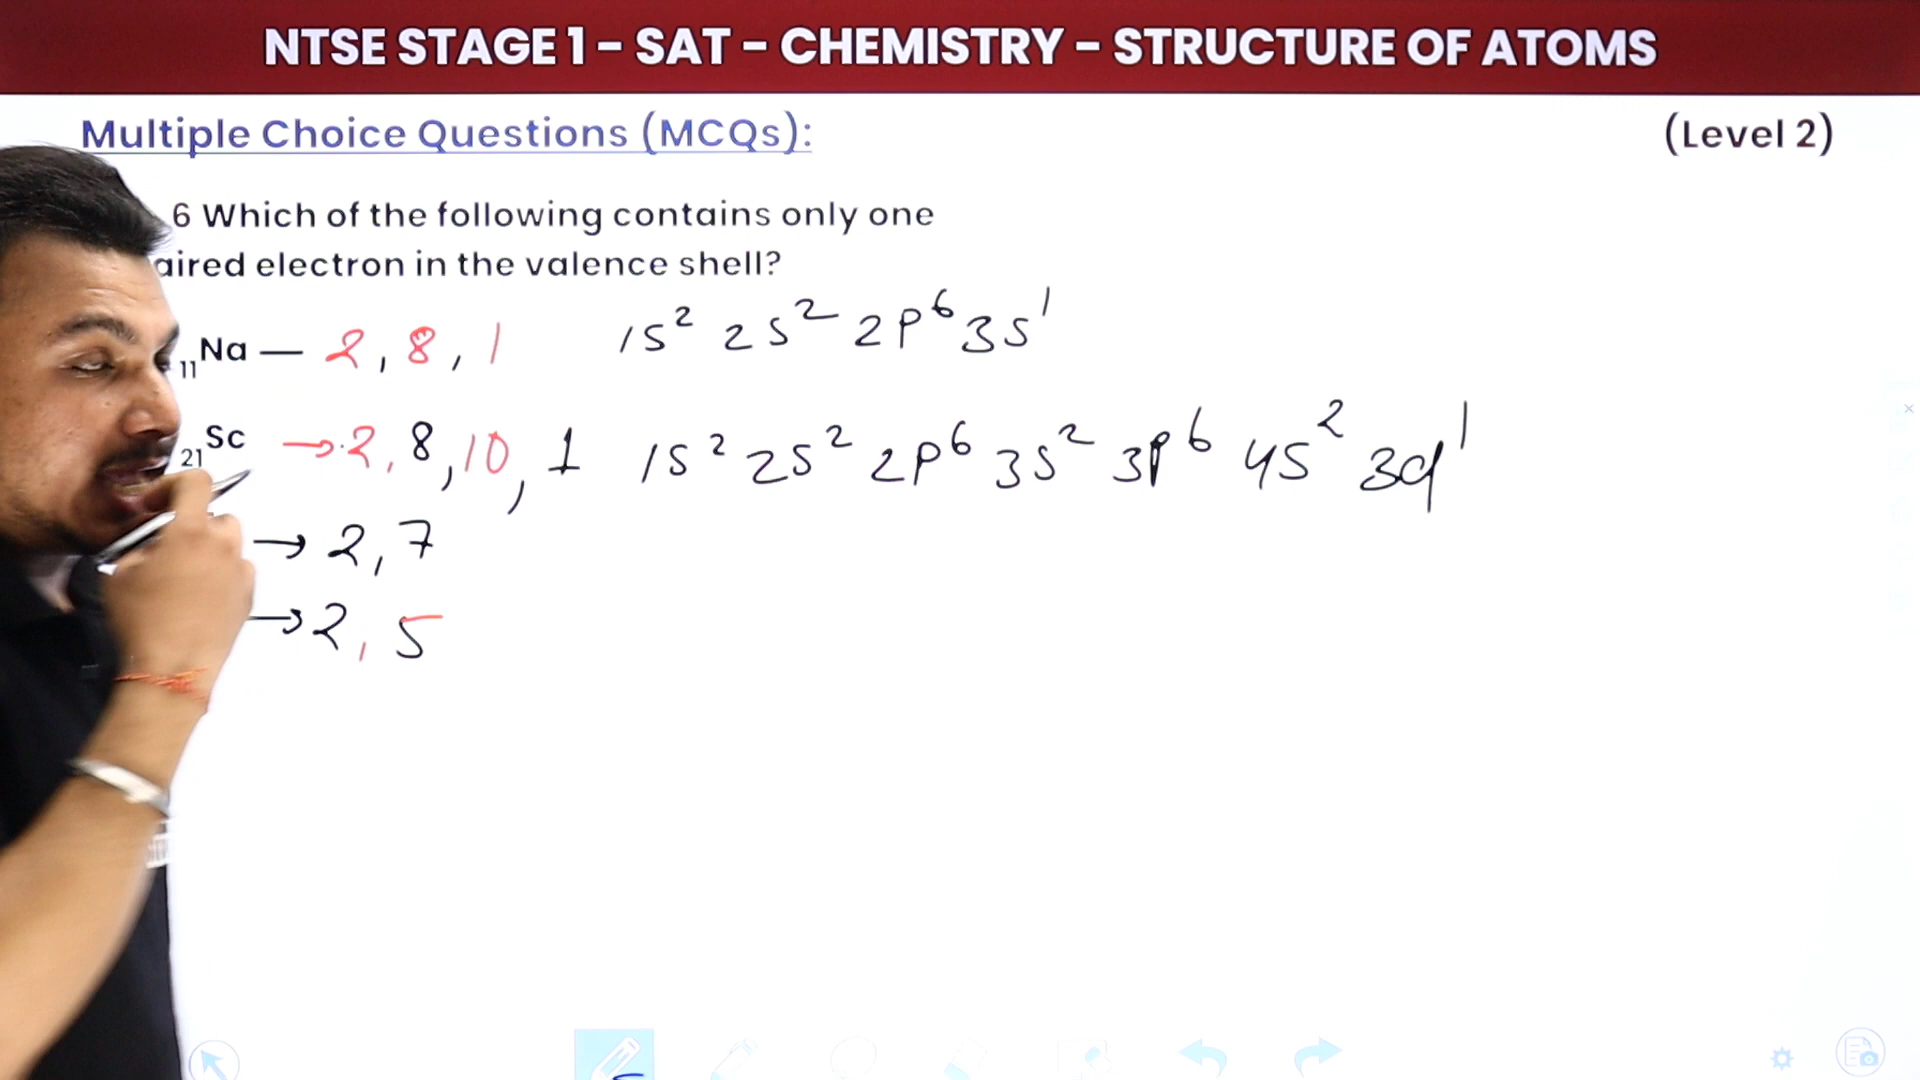 NTSE STAGE 1 – SAT – CHEMISTRY – STRUCTURE OF ATOMS
Multiple Choice Questions (MCQs): (Level 2)
6 Which of the following contains only one
aired electron in the valence shell?
₁₁Na — 2, 8, 1 1s² 2s² 2p⁶ 3s¹
₂₁Sc → 2, 8, 10, 1 1s² 2s² 2p⁶ 3s² 3p⁶ 4s² 3d¹
→ 2, 7
→ 2, 5